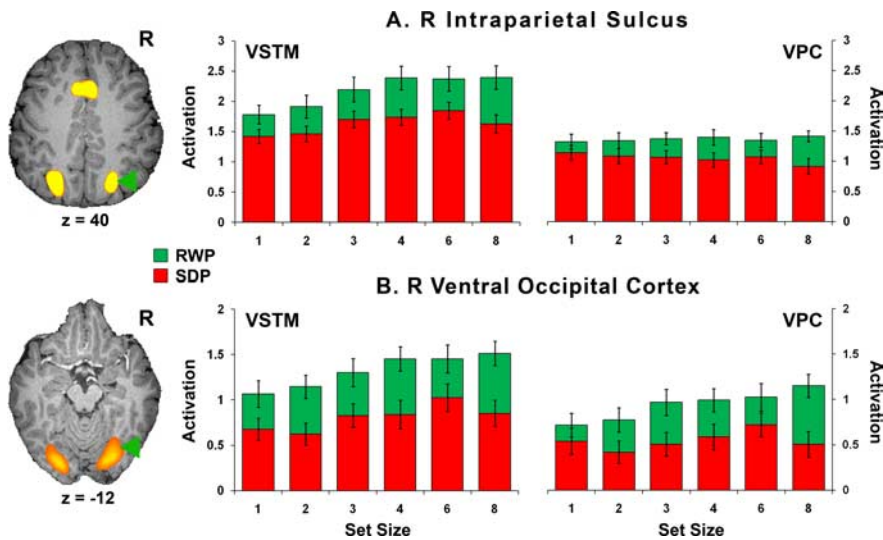 A. R Intraparietal Sulcus
R
z = 40
VSTM
Activation
3
2.5
2
1.5
1
0.5
0
1 2 3 4 6 8
VPC
Activation
3
2.5
2
1.5
1
0.5
0
1 2 3 4 6 8
RWP
SDP
B. R Ventral Occipital Cortex
R
z = -12
VSTM
Activation
2
1.5
1
0.5
0
1 2 3 4 6 8
Set Size
VPC
Activation
2
1.5
1
0.5
0
1 2 3 4 6 8
Set Size